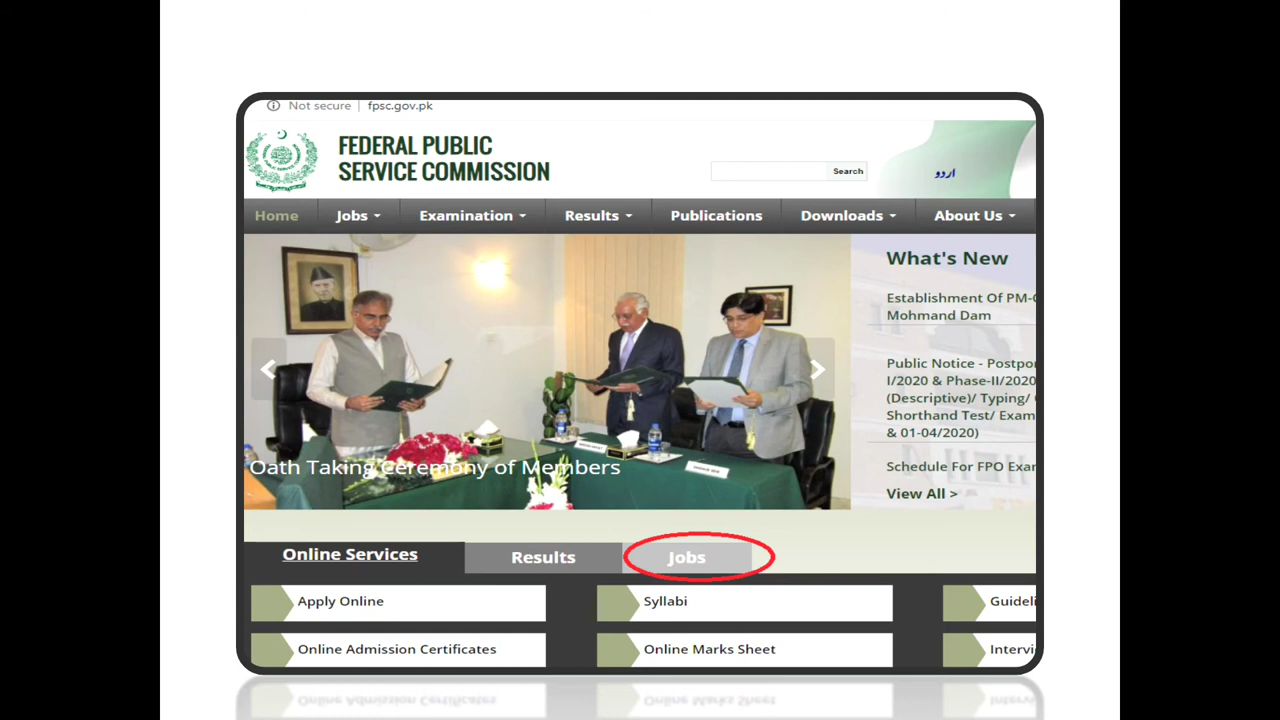 Not secure | fpsc.gov.pk
FEDERAL PUBLIC
SERVICE COMMISSION
Search
اردو
Home
Jobs
Examination
Results
Publications
Downloads
About Us
What's New
Establishment Of PM-
Mohmand Dam
Public Notice - Postpo
I/2020 & Phase-II/2020
(Descriptive)/ Typing/
Shorthand Test/ Exam
& 01-04/2020)
Schedule For FPO Exa
View All >
Oath Taking Ceremony of Members
Online Services
Results
Jobs
Apply Online
Syllabi
Guideli
Online Admission Certificates
Online Marks Sheet
Intervi